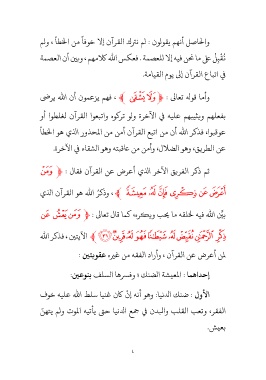 والحاصل أنهم يقولون : لم نترك القرآن إلا خوفاً من الخطأ ، ولم
نُقبل على ما نحن فيه إلا للعصمة . فعكس الله كلامهم ، وبين أن العصمة
في اتباع القرآن إلى يوم القيامة .
وأما قوله تعالى : ﴿ وَلَا يَشْقَى ﴾ ، فهم يزعمون أن الله يرضى
بفعلهم ويثيبهم عليه في الآخرة ولو تركوه واتبعوا القرآن لغلطوا أو
عوقبوا، فذكر الله أن من اتبع القرآن أمن من المحذور الذي هو الخطأ
عن الطريق، وهو الضلال، وأمن من عاقبته وهو الشقاء في الآخرة.
ثم ذكر الفريق الآخر الذي أعرض عن القرآن فقال : ﴿ وَمَنْ
أَعْرَضَ عَن ذِكْرِى فَإِنَّ لَهُۥ مَعِيشَةً ﴾ ، وذكرُ الله هو القرآن الذي
بيَّن الله فيه لخلقه ما يحب ويكره، كما قال تعالى : ﴿ وَمَن يَعْشُ عَن
ذِكْرِ ٱلرَّحْمَٰنِ نُقَيِّضْ لَهُۥ شَيْطَٰنًا فَهُوَ لَهُۥ قَرِينٌ ٣٦ ﴾ الآيتين ، فذكر الله
لمن أعرض عن القرآن ، وأراد الفقه من غيره عقوبتين :
إحداهما : المعيشة الضنك ؛ وفسرها السلف بنوعين:
الأول : ضنك الدنيا: وهو أنه إنْ كان غنيا سلط الله عليه خوف
الفقر، وتعب القلب والبدن في جمع الدنيا حتى يأتيه الموت ولم يتهنَّ
بعيش.
٤